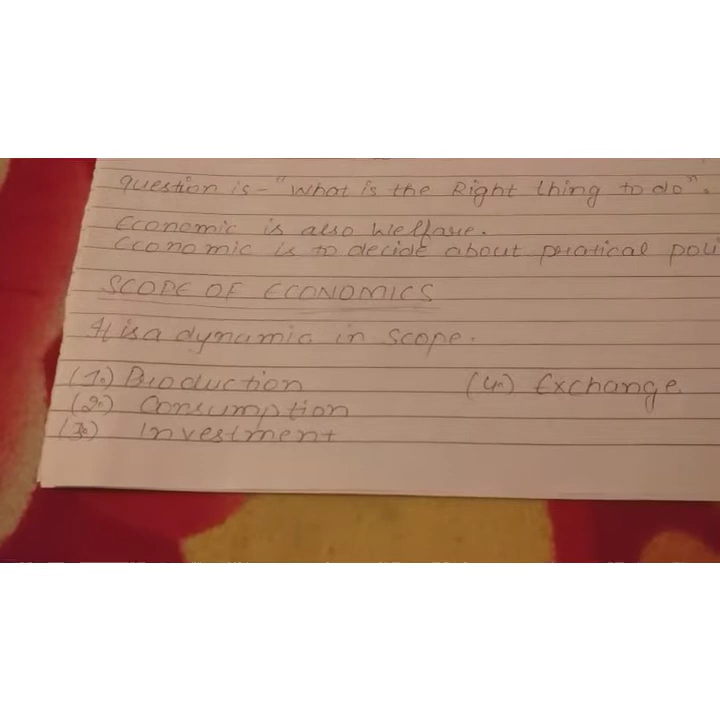 question is - "What is the Right thing to do".
Economic is also Welfare.
Economic is to decide about pratical poli
SCOPE OF ECONOMICS
It is a dynamic in scope.
(1.) Production (4.) Exchange
(2.) Consumption
(3.) Investment